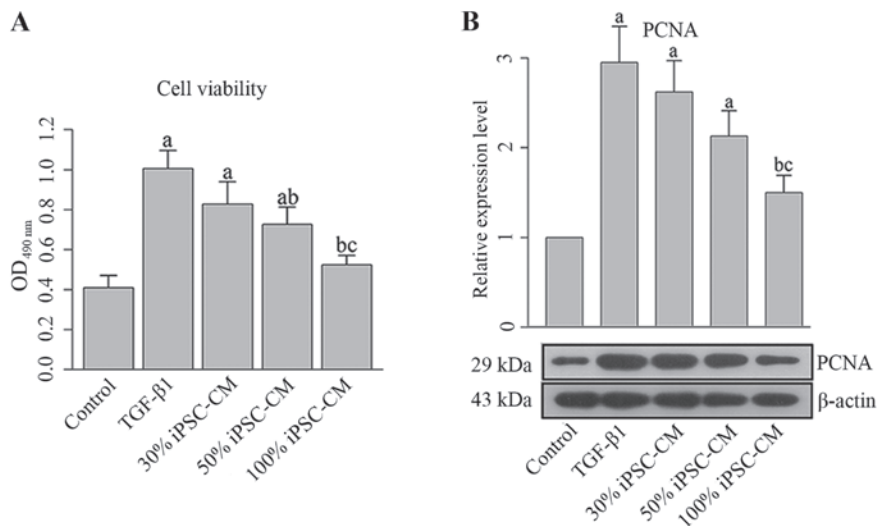 A
Cell viability
OD490 nm
1.2
1.0
0.8
0.6
0.4
0.2
0.0
a
a
ab
bc
Control
TGF-β1
30% iPSC-CM
50% iPSC-CM
100% iPSC-CM
B
PCNA
Relative expression level
3
2
1
0
a
a
a
bc
29 kDa
PCNA
43 kDa
β-actin
Control
TGF-β1
30% iPSC-CM
50% iPSC-CM
100% iPSC-CM